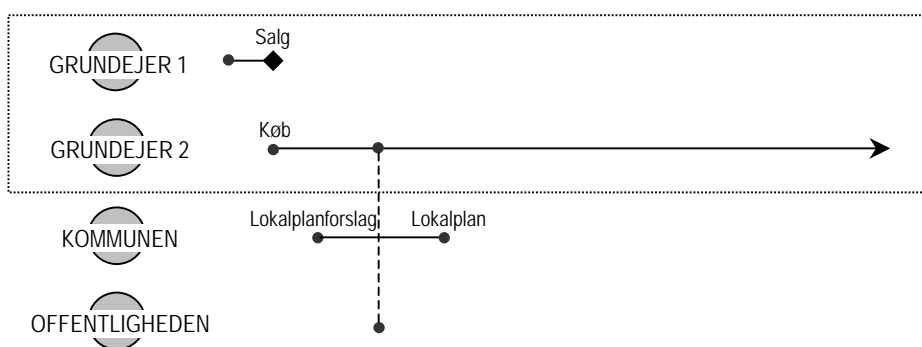 Salg
GRUNDEJER 1
Køb
GRUNDEJER 2
Lokalplanforslag Lokalplan
KOMMUNEN
OFFENTLIGHEDEN